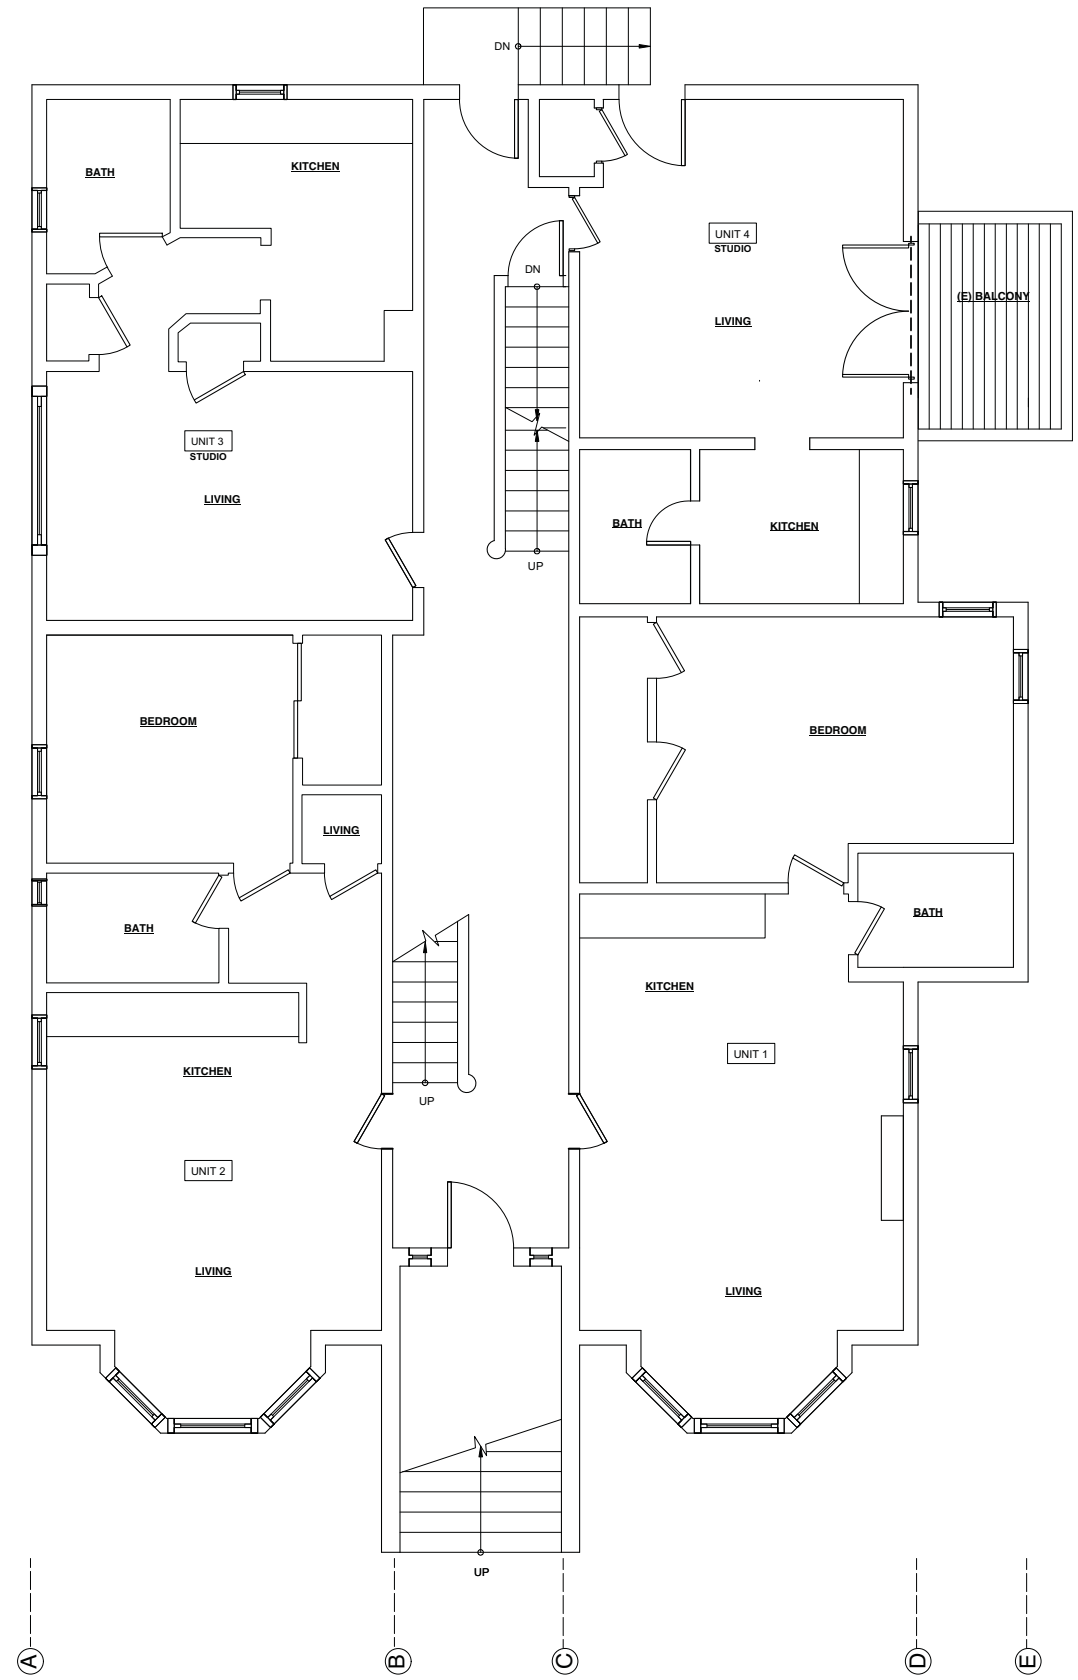 DN
BATH
KITCHEN
UNIT 4
STUDIO
DN
(E) BALCONY
LIVING
UNIT 3
STUDIO
LIVING
BATH
KITCHEN
UP
BEDROOM
BEDROOM
LIVING
BATH
BATH
KITCHEN
UNIT 1
KITCHEN
UP
UNIT 2
LIVING
LIVING
UP
A
B
C
D
E